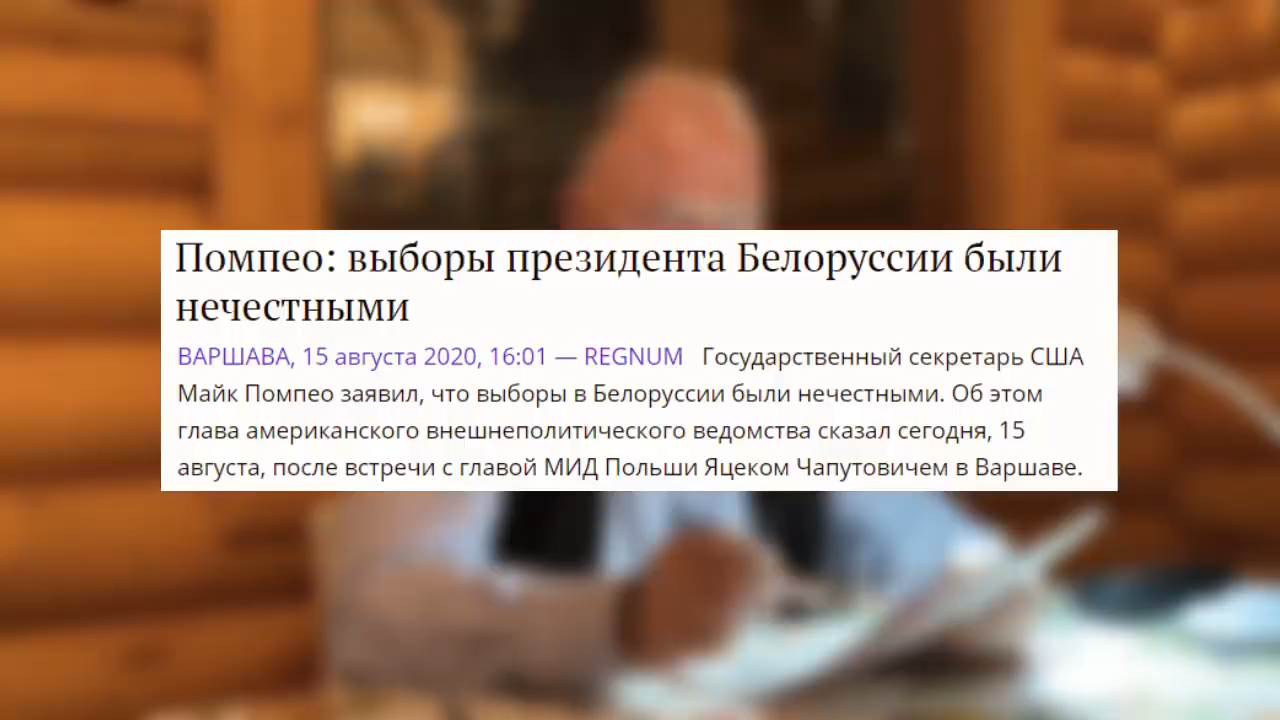 Помпео: выборы президента Белоруссии были
нечестными
ВАРШАВА, 15 августа 2020, 16:01 — REGNUM Государственный секретарь США
Майк Помпео заявил, что выборы в Белоруссии были нечестными. Об этом
глава американского внешнеполитического ведомства сказал сегодня, 15
августа, после встречи с главой МИД Польши Яцеком Чапутовичем в Варшаве.